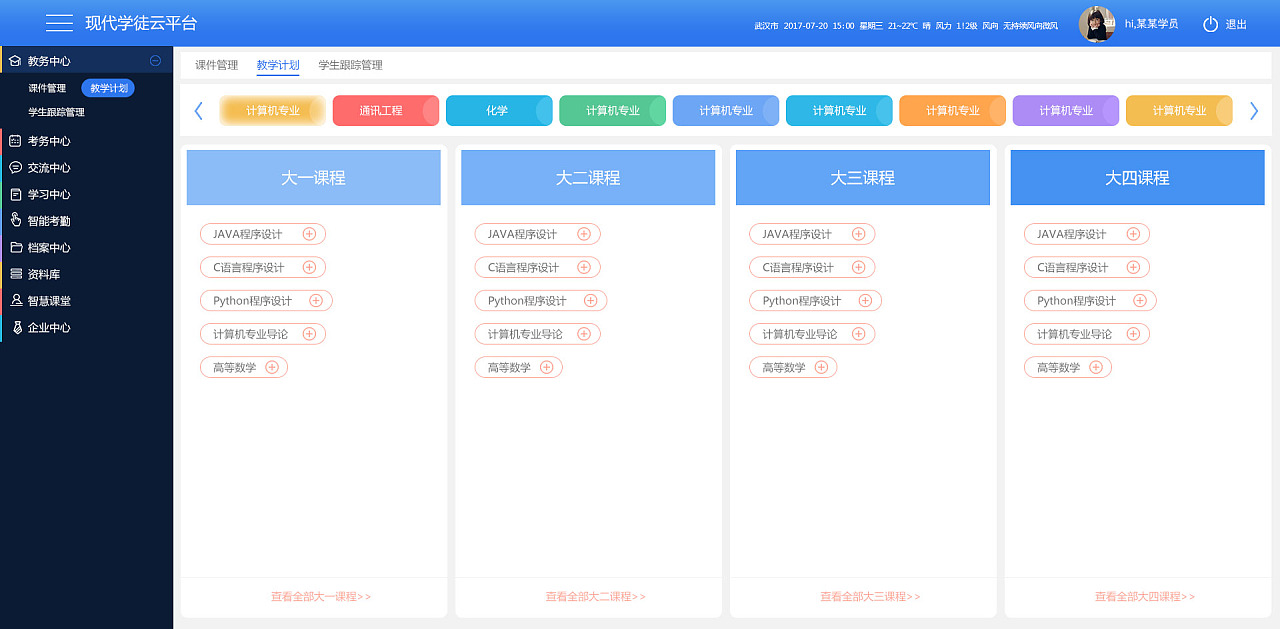 现代学徒云平台
武汉市 2017-07-20 15:00 星期三 21~22℃ 晴 风力 1!2级 风向 无持续风向微风
hi,某某学员
退出
教务中心
课件管理 教学计划
学生跟踪管理
考务中心
交流中心
学习中心
智能考勤
档案中心
资料库
智慧课堂
企业中心
课件管理 教学计划 学生跟踪管理
计算机专业 通讯工程 化学 计算机专业 计算机专业 计算机专业 计算机专业 计算机专业 计算机专业
大一课程
JAVA程序设计
C语言程序设计
Python程序设计
计算机专业导论
高等数学
查看全部大一课程>>
大二课程
JAVA程序设计
C语言程序设计
Python程序设计
计算机专业导论
高等数学
查看全部大二课程>>
大三课程
JAVA程序设计
C语言程序设计
Python程序设计
计算机专业导论
高等数学
查看全部大三课程>>
大四课程
JAVA程序设计
C语言程序设计
Python程序设计
计算机专业导论
高等数学
查看全部大四课程>>